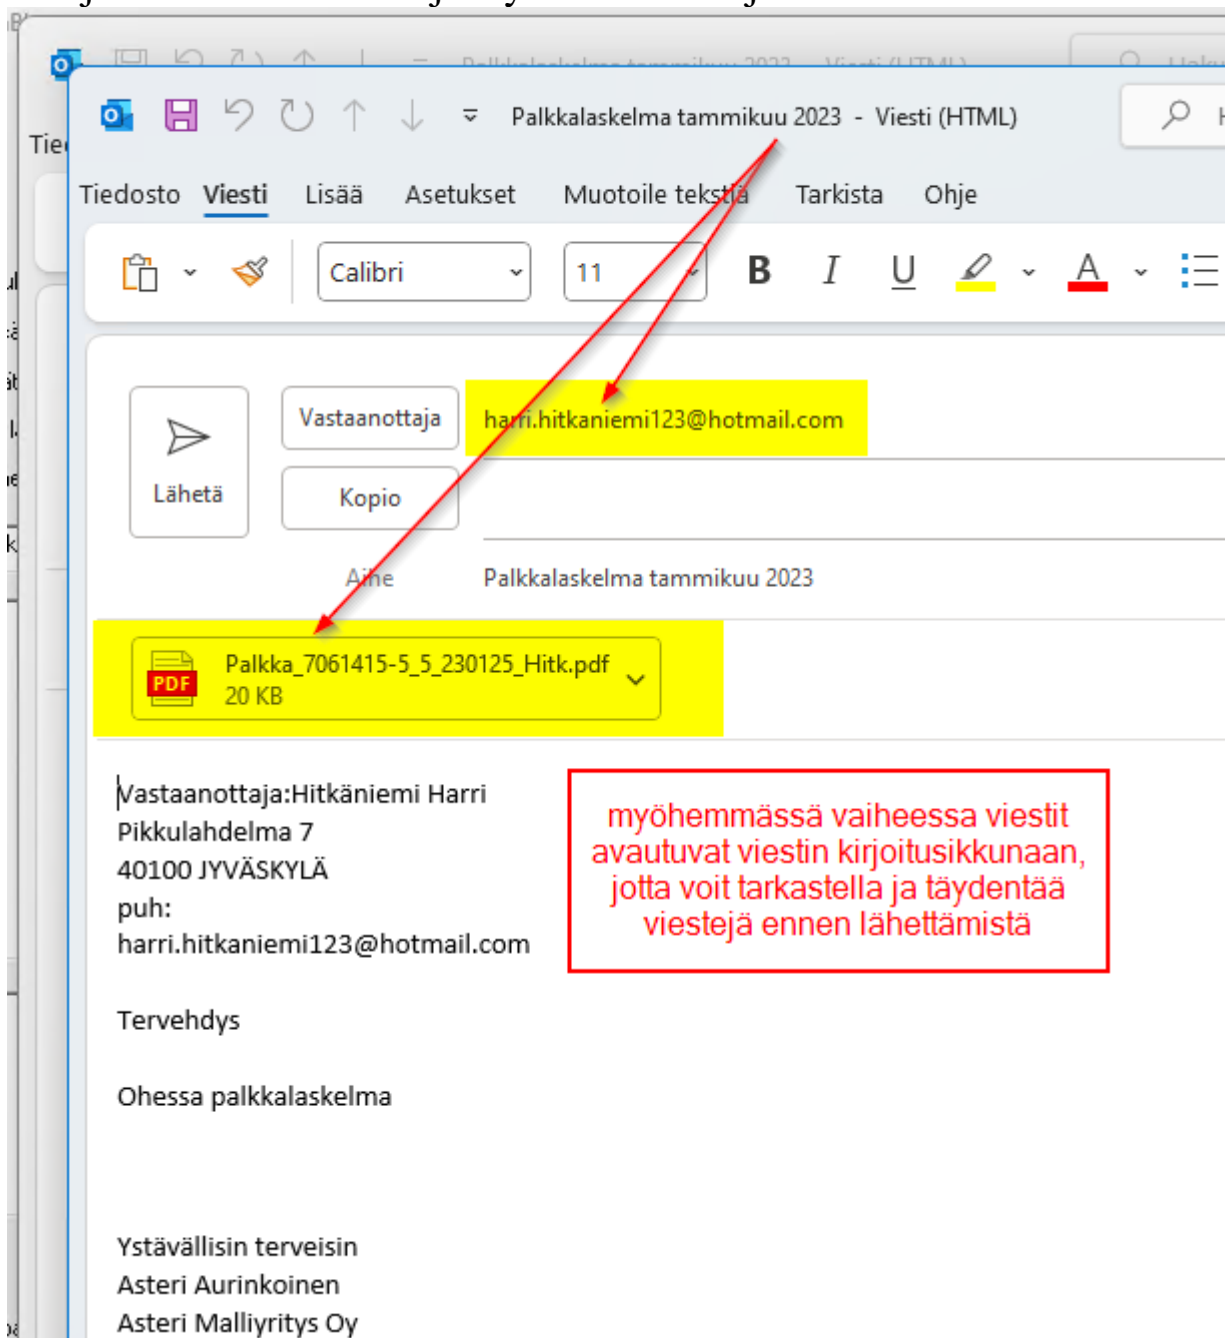 Palkkalaskelma tammikuu 2023 - Viesti (HTML)
Tiedosto Viesti Lisää Asetukset Muotoile tekstiä Tarkista Ohje
Calibri 11 B I U A
Vastaanottaja harri.hitkaniemi123@hotmail.com
Lähetä
Kopio
Aihe Palkkalaskelma tammikuu 2023
PDF
Palkka_7061415-5_5_230125_Hitk.pdf
20 KB
Vastaanottaja:Hitkäniemi Harri
Pikkulahdelma 7
40100 JYVÄSKYLÄ
puh:
harri.hitkaniemi123@hotmail.com
Tervehdys
Ohessa palkkalaskelma
Ystävällisin terveisin
Asteri Aurinkoinen
Asteri Malliyritys Oy
myöhemmässä vaiheessa viestit
avautuvat viestin kirjoitusikkunaan,
jotta voit tarkastella ja täydentää
viestejä ennen lähettämistä